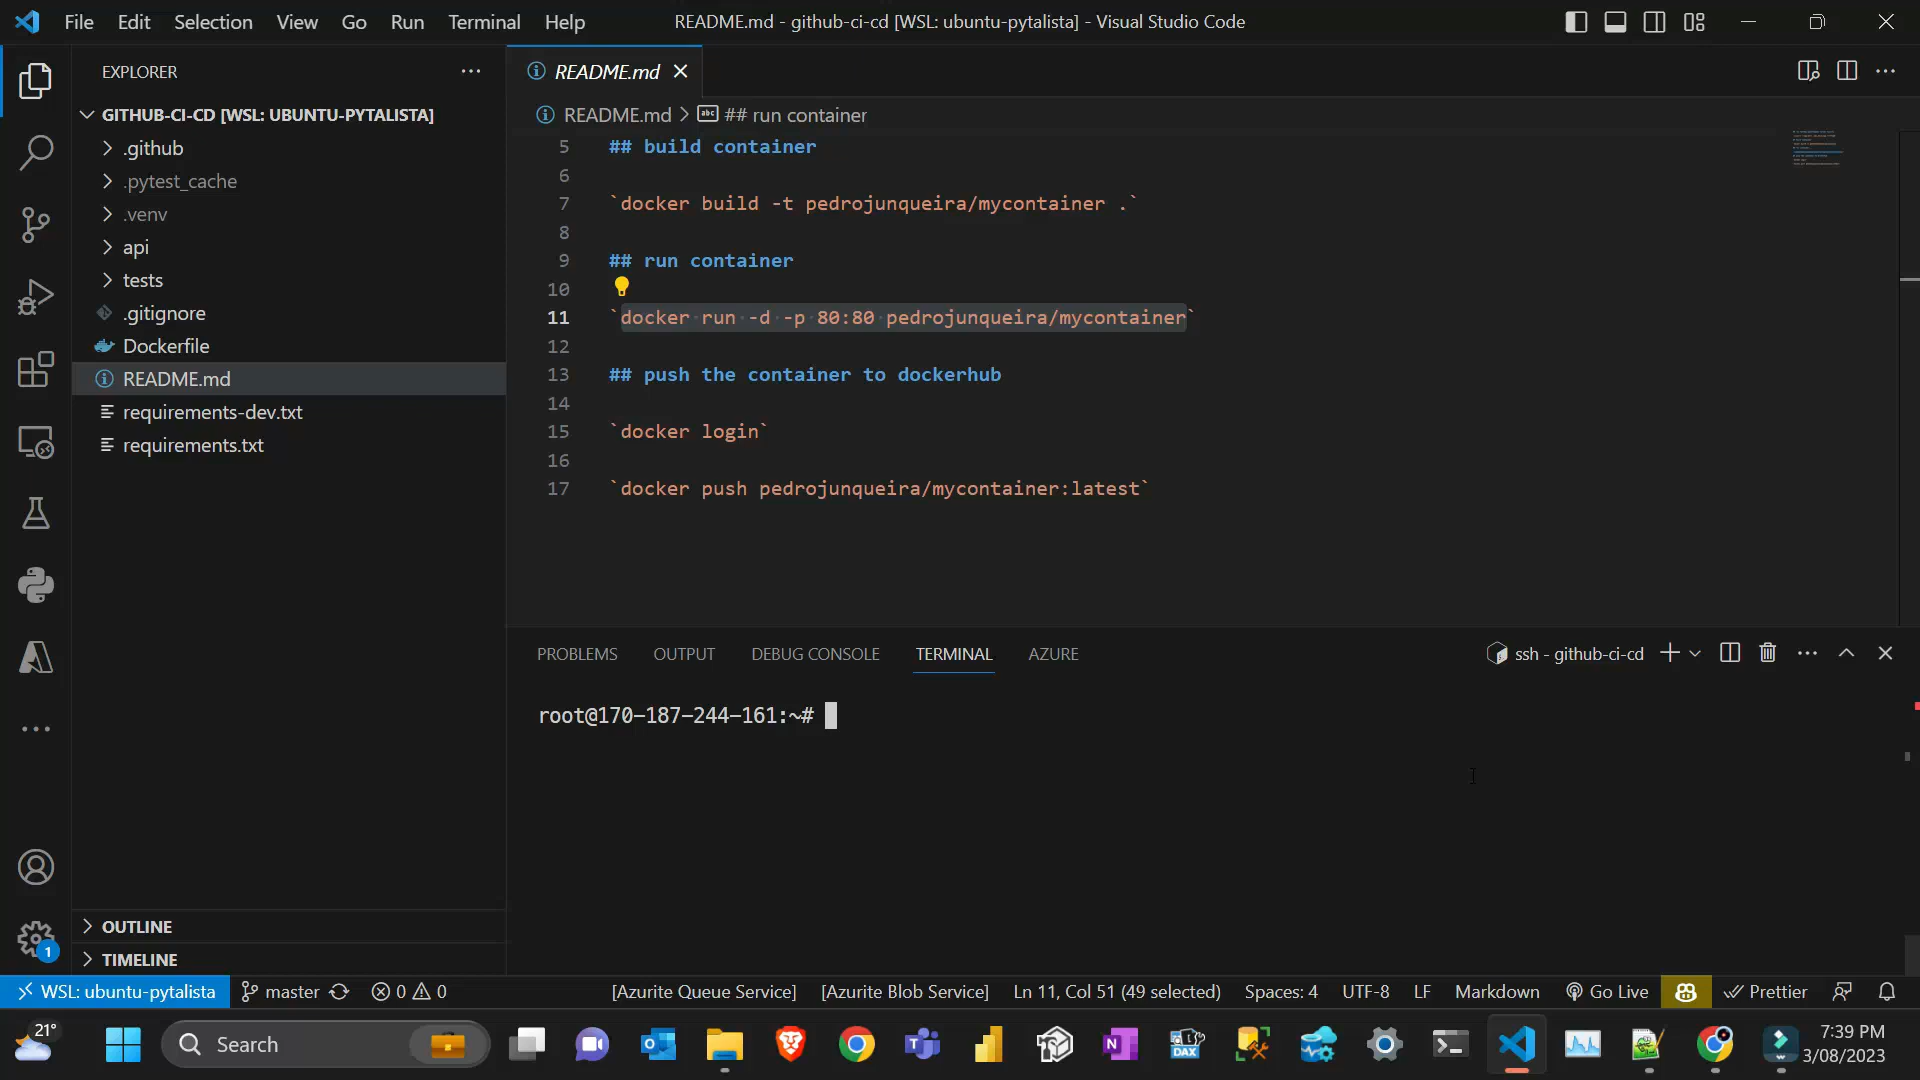 File Edit Selection View Go Run Terminal Help
README.md - github-ci-cd [WSL: ubuntu-pytalista] - Visual Studio Code
EXPLORER
GITHUB-CI-CD [WSL: UBUNTU-PYTALISTA]
.github
.pytest_cache
.venv
api
tests
.gitignore
Dockerfile
README.md
requirements-dev.txt
requirements.txt
OUTLINE
TIMELINE
README.md
README.md > ## run container
5 ## build container
6
7 `docker build -t pedrojunqueira/mycontainer .`
8
9 ## run container
10
11 `docker run -d -p 80:80 pedrojunqueira/mycontainer`
12
13 ## push the container to dockerhub
14
15 `docker login`
16
17 `docker push pedrojunqueira/mycontainer:latest`
PROBLEMS OUTPUT DEBUG CONSOLE TERMINAL AZURE
ssh - github-ci-cd
root@170-187-244-161:~#
1
WSL: ubuntu-pytalista master 0 0 [Azurite Queue Service] [Azurite Blob Service] Ln 11, Col 51 (49 selected) Spaces: 4 UTF-8 LF Markdown Go Live Prettier
21°
Search
DAX
7:39 PM
3/08/2023